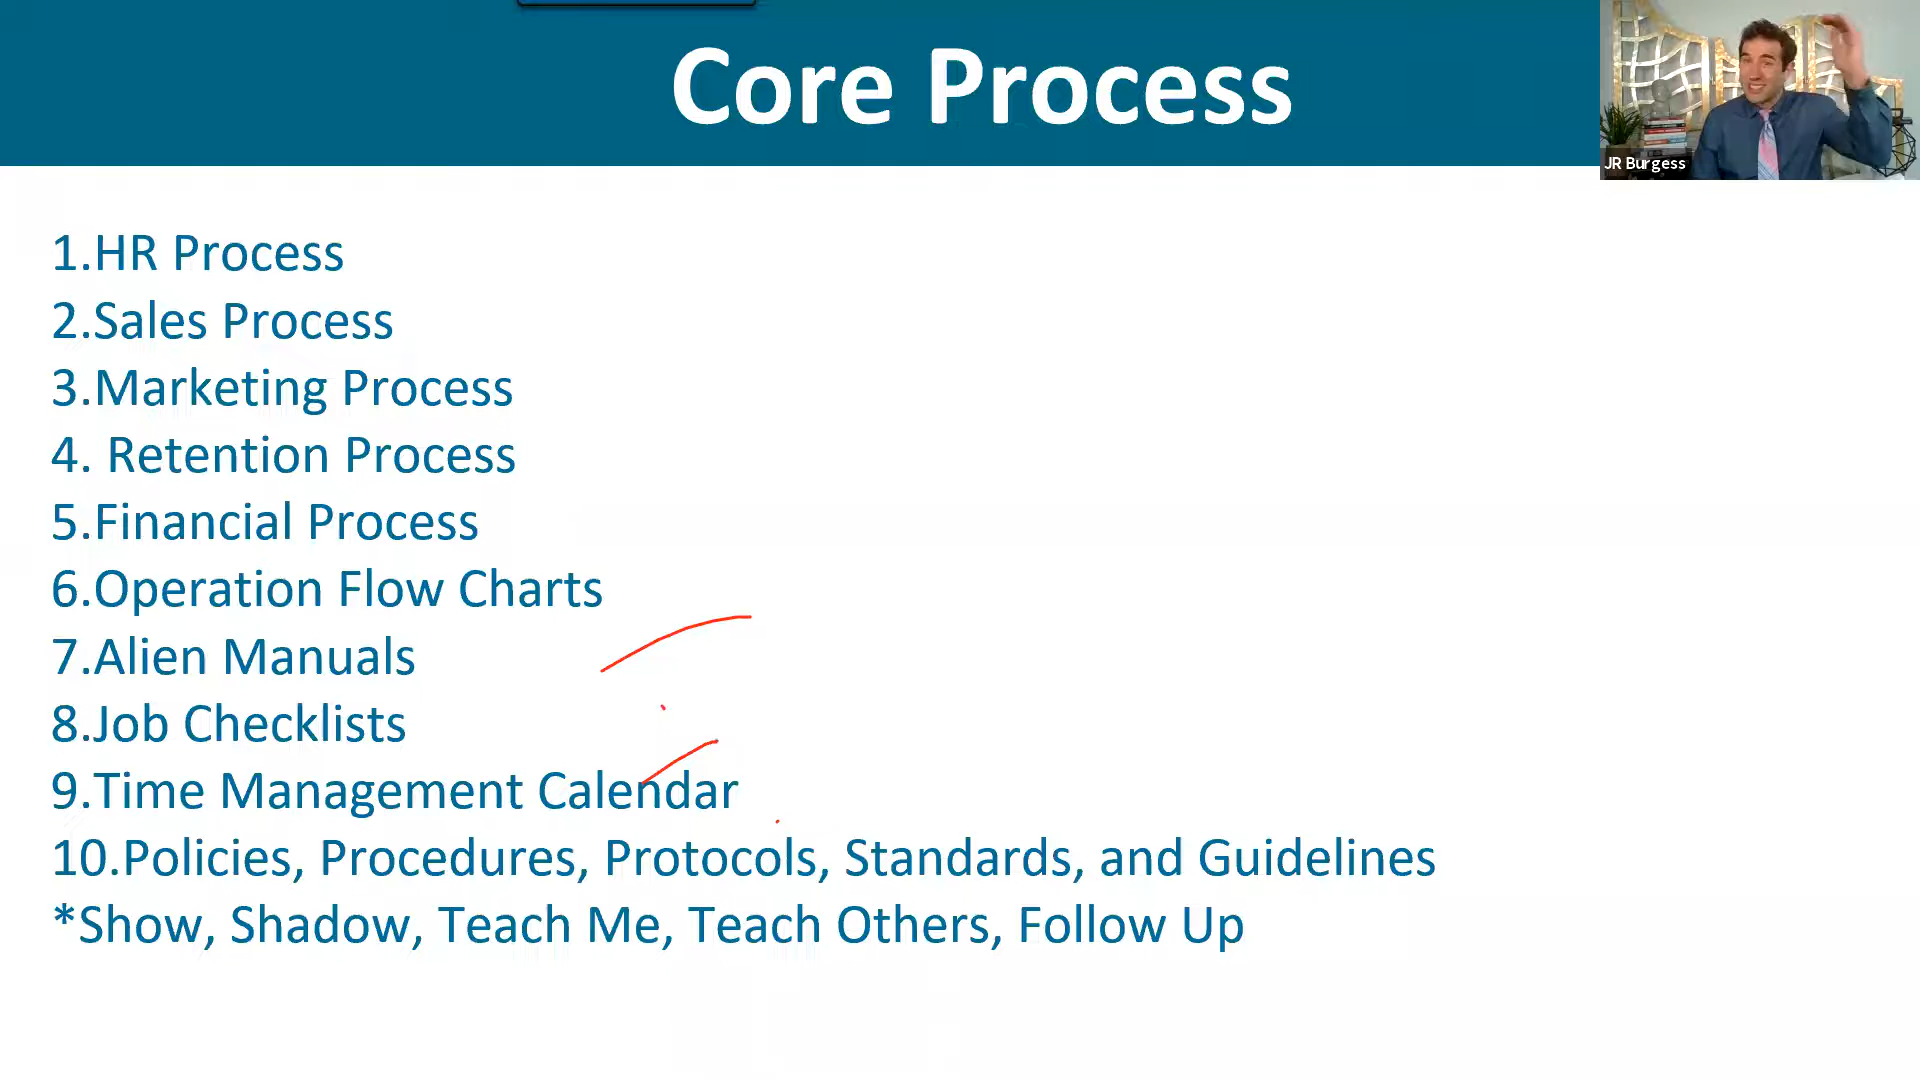 Core Process
JR Burgess
1.HR Process
2.Sales Process
3.Marketing Process
4. Retention Process
5.Financial Process
6.Operation Flow Charts
7.Alien Manuals
8.Job Checklists
9.Time Management Calendar
10.Policies, Procedures, Protocols, Standards, and Guidelines
*Show, Shadow, Teach Me, Teach Others, Follow Up